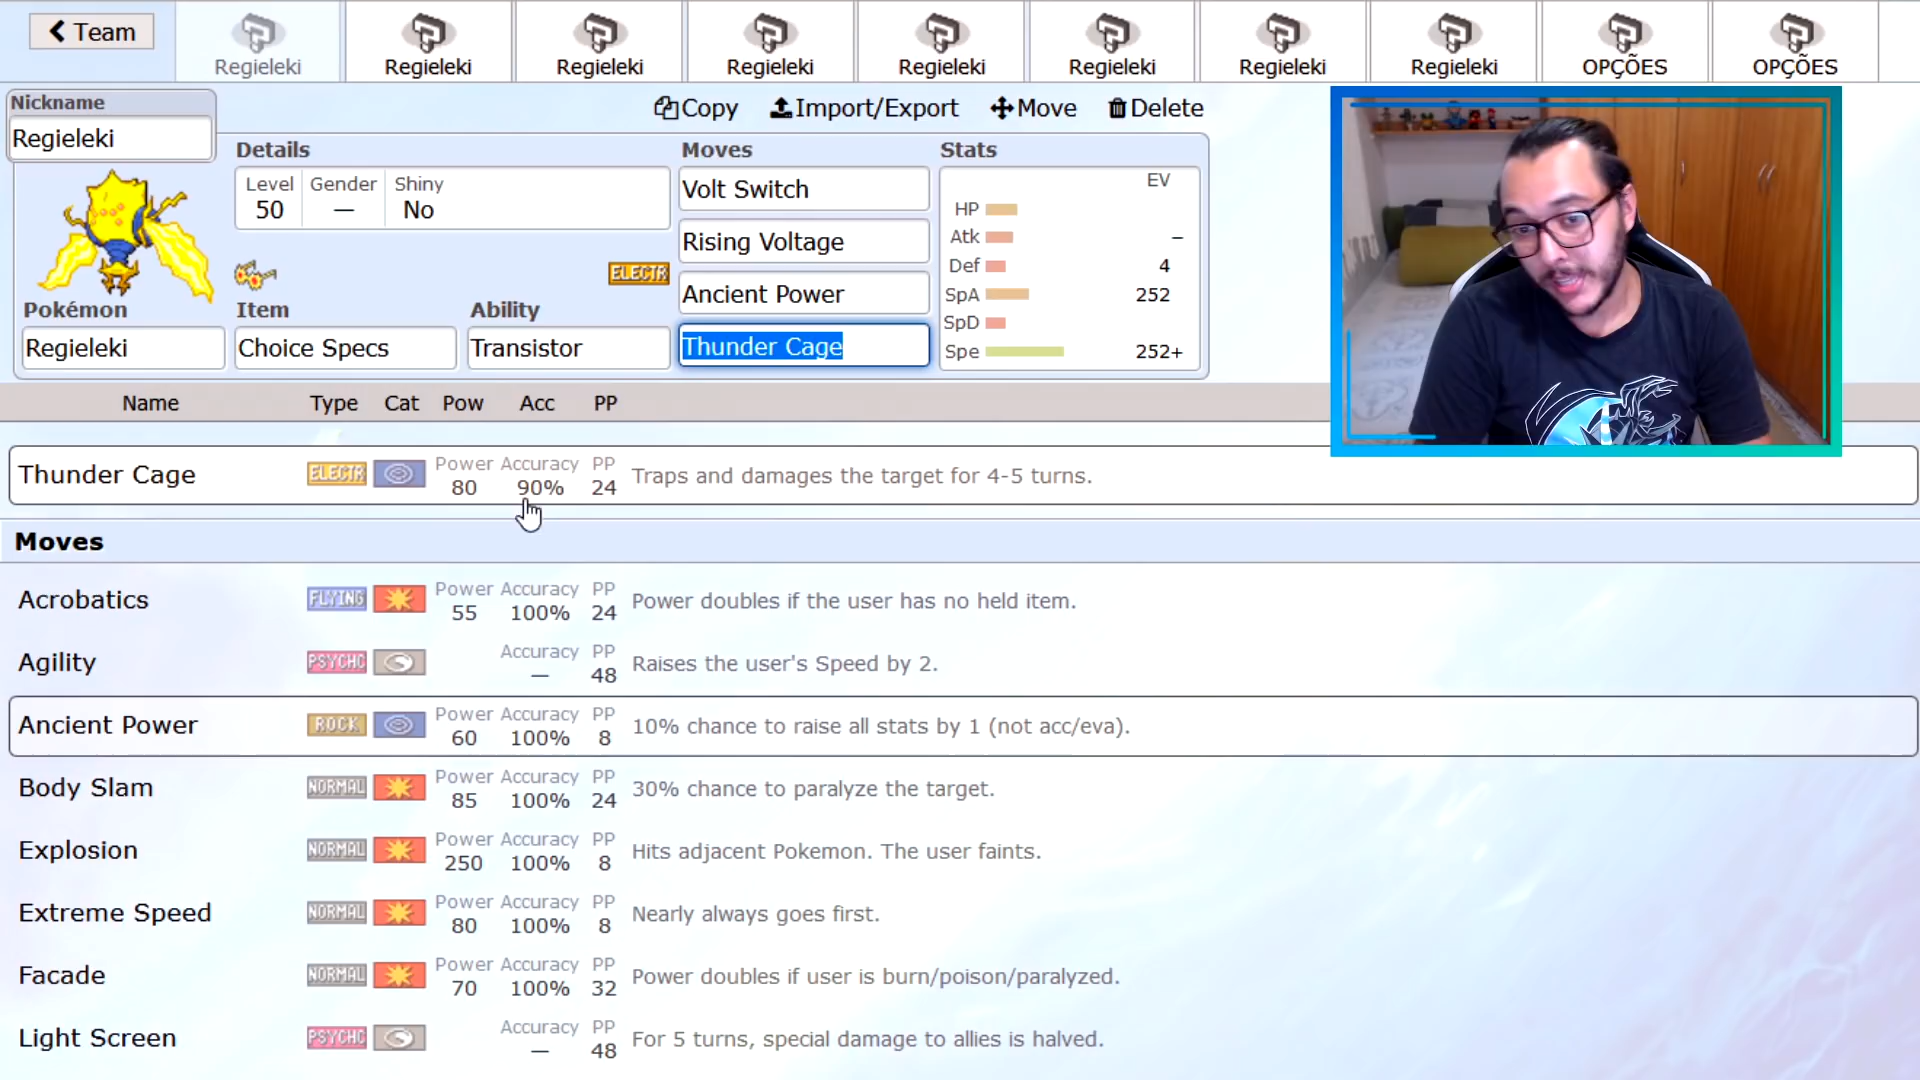 Team
Regieleki
Regieleki
Regieleki
Regieleki
Regieleki
Regieleki
Regieleki
Regieleki
OPÇÕES
OPÇÕES
Nickname
Regieleki
Copy Import/Export Move Delete
Details
Level Gender Shiny
50 — No
ELECTR
Pokémon Item Ability
Regieleki Choice Specs Transistor
Moves
Volt Switch
Rising Voltage
Ancient Power
Thunder Cage
Stats
EV
HP
Atk –
Def 4
SpA 252
SpD
Spe 252+
Name Type Cat Pow Acc PP
Thunder Cage ELECTR Power 80 Accuracy 90% PP 24 Traps and damages the target for 4-5 turns.
Moves
Acrobatics FLYING Power 55 Accuracy 100% PP 24 Power doubles if the user has no held item.
Agility PSYCHC Accuracy — PP 48 Raises the user's Speed by 2.
Ancient Power ROCK Power 60 Accuracy 100% PP 8 10% chance to raise all stats by 1 (not acc/eva).
Body Slam NORMAL Power 85 Accuracy 100% PP 24 30% chance to paralyze the target.
Explosion NORMAL Power 250 Accuracy 100% PP 8 Hits adjacent Pokemon. The user faints.
Extreme Speed NORMAL Power 80 Accuracy 100% PP 8 Nearly always goes first.
Facade NORMAL Power 70 Accuracy 100% PP 32 Power doubles if user is burn/poison/paralyzed.
Light Screen PSYCHC Accuracy — PP 48 For 5 turns, special damage to allies is halved.